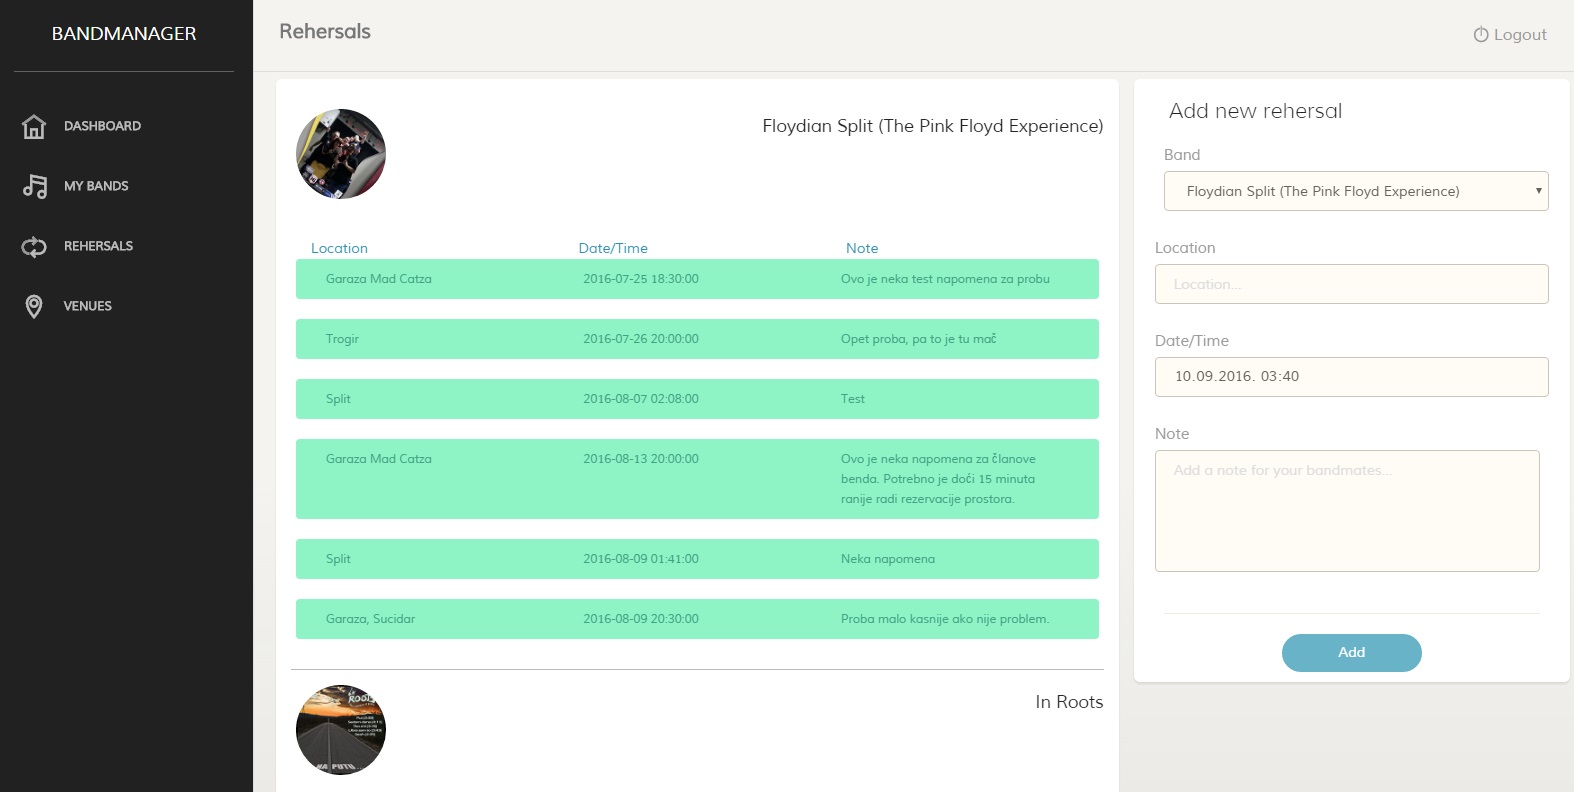 BANDMANAGER
DASHBOARD
MY BANDS
REHERSALS
VENUES
Rehersals
Logout
Floydian Split (The Pink Floyd Experience)
Location Date/Time Note
Garaza Mad Catza 2016-07-25 18:30:00 Ovo je neka test napomena za probu
Trogir 2016-07-26 20:00:00 Opet proba, pa to je tu mač
Split 2016-08-07 02:08:00 Test
Garaza Mad Catza 2016-08-13 20:00:00 Ovo je neka napomena za članove
benda. Potrebno je doći 15 minuta
ranije radi rezervacije prostora.
Split 2016-08-09 01:41:00 Neka napomena
Garaza, Sucidar 2016-08-09 20:30:00 Proba malo kasnije ako nije problem.
ROOTS
NA PUTU...
In Roots
Add new rehersal
Band
Floydian Split (The Pink Floyd Experience)
Location
Location...
Date/Time
10.09.2016. 03:40
Note
Add a note for your bandmates...
Add